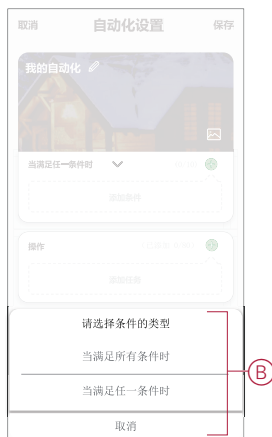 取消 自动化设置 保存
我的自动化
当满足任一条件时
添加条件
操作
添加任务
请选择条件的类型
当满足所有条件时
当满足任一条件时
取消
B